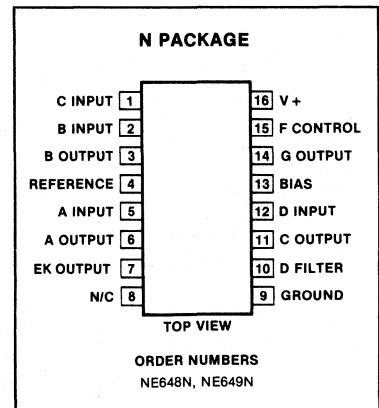 N PACKAGE
C INPUT 1 16 V+
B INPUT 2 15 F CONTROL
B OUTPUT 3 14 G OUTPUT
REFERENCE 4 13 BIAS
A INPUT 5 12 D INPUT
A OUTPUT 6 11 C OUTPUT
EK OUTPUT 7 10 D FILTER
N/C 8 9 GROUND
TOP VIEW
ORDER NUMBERS
NE648N, NE649N